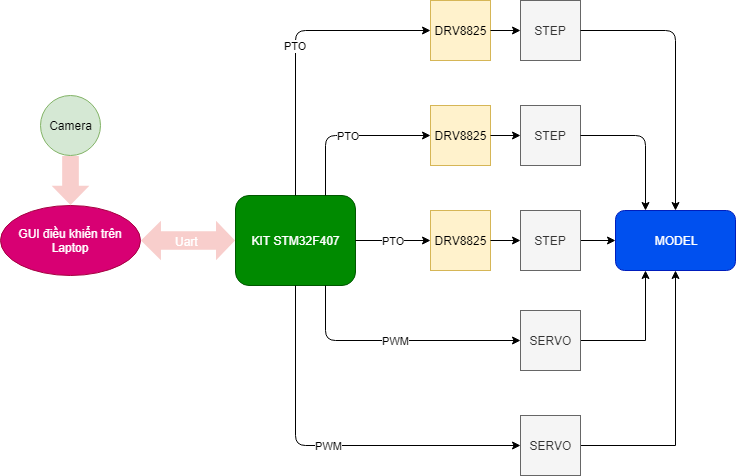 PTO
DRV8825
STEP
Camera
PTO
DRV8825
STEP
GUI điều khiển trên
Laptop
Uart
KIT STM32F407
PTO
DRV8825
STEP
MODEL
PWM
SERVO
PWM
SERVO